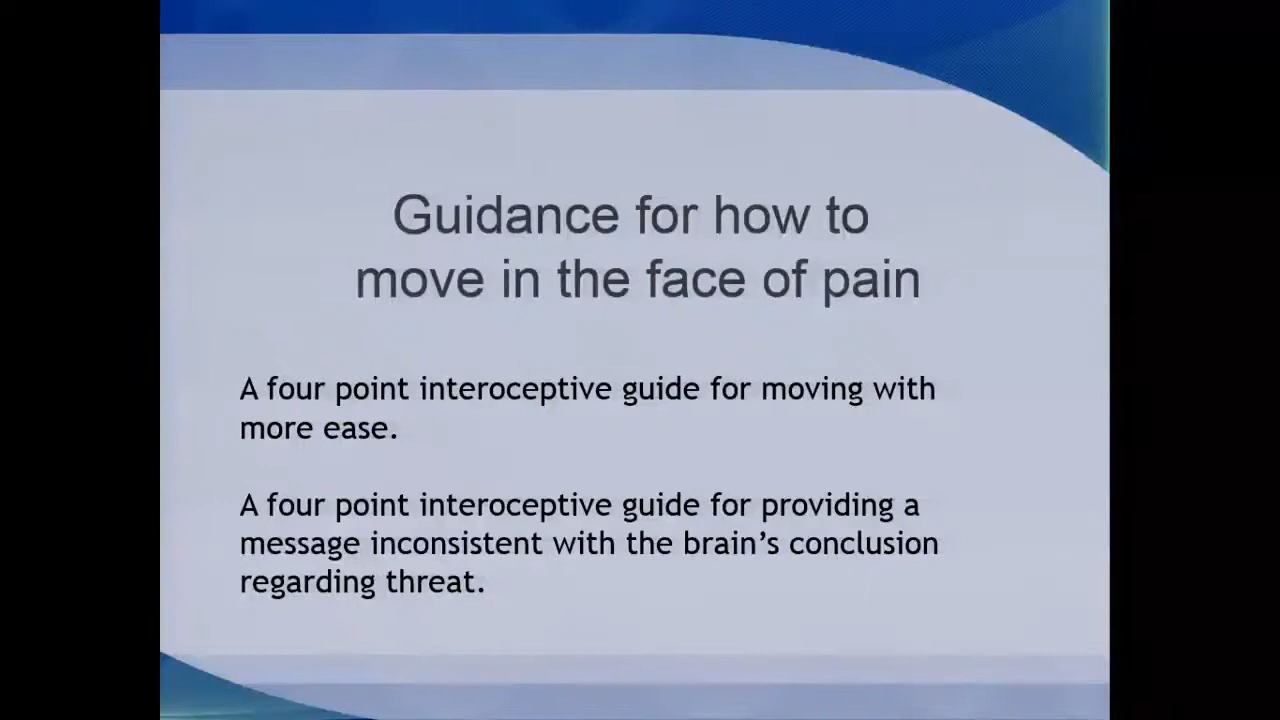 Guidance for how to
move in the face of pain
A four point interoceptive guide for moving with
more ease.
A four point interoceptive guide for providing a
message inconsistent with the brain’s conclusion
regarding threat.